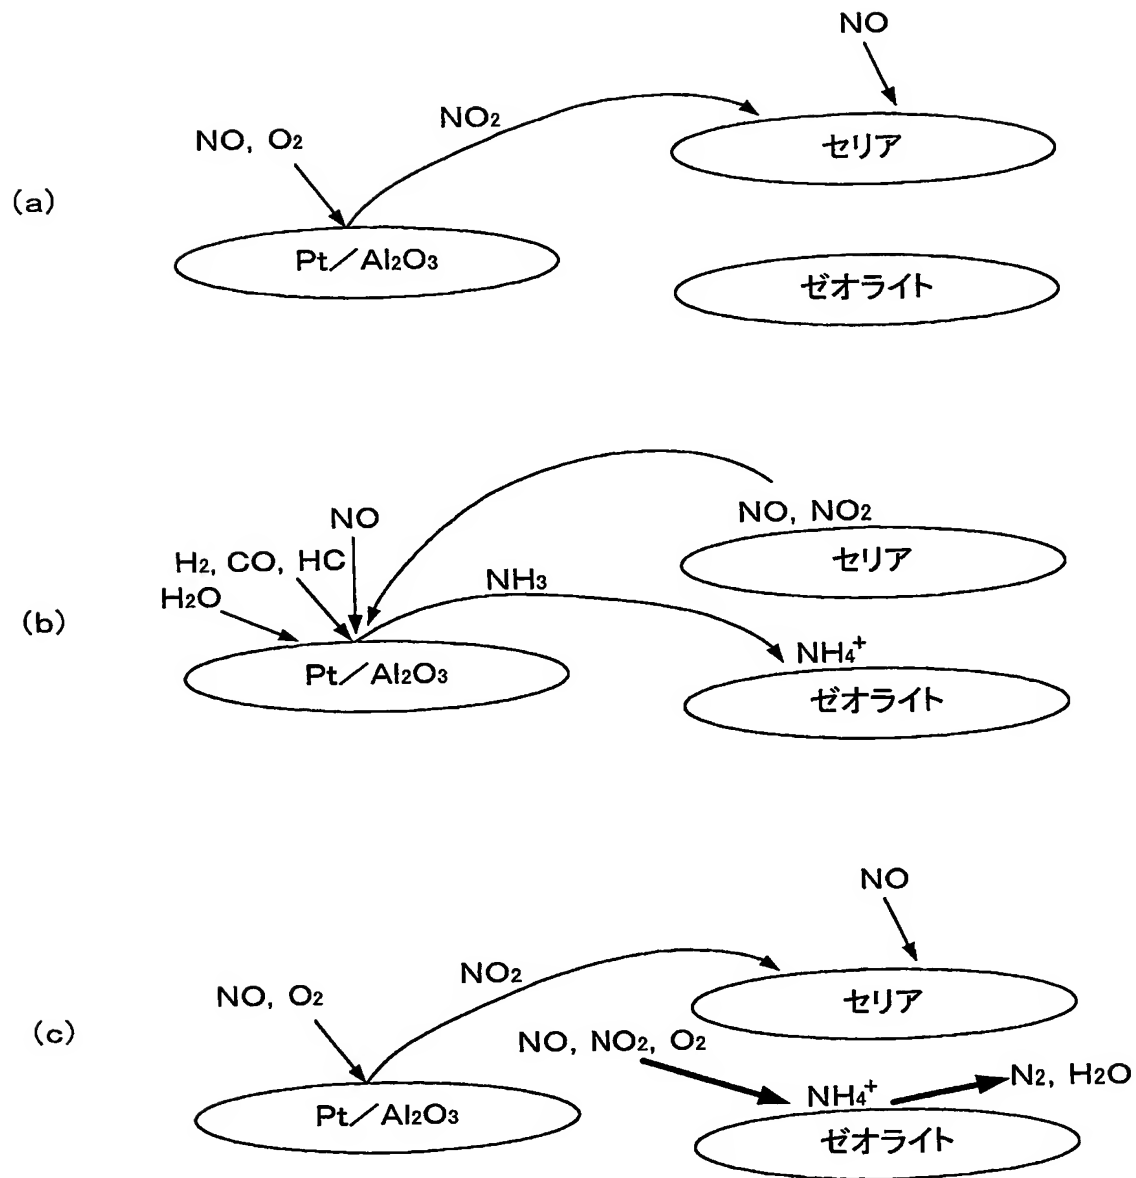 NO
NO, O2
NO2
セリア
(a)
Pt/Al2O3
ゼオライト
NO, NO2
NO
H2, CO, HC
H2O
NH3
セリア
(b)
NH4+
Pt/Al2O3
ゼオライト
NO
NO2
NO, O2
セリア
(c)
NO, NO2, O2
N2, H2O
NH4+
Pt/Al2O3
ゼオライト